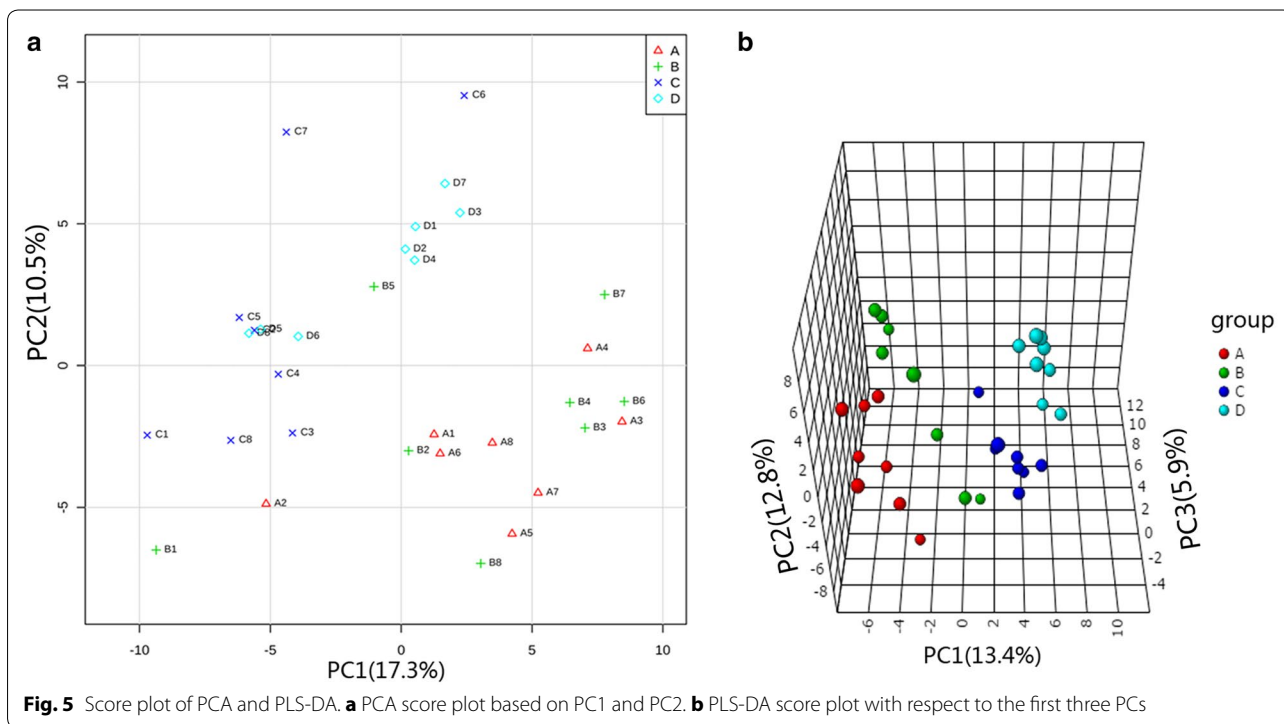 a
A
B
C
D
PC2(10.5%)
10
5
0
-5
C6
C7
D7
D3
D1
D2
D4
B5
B7
C5
D6
A4
C4
B4
B6
A3
B3
C1
C8
C3
A1
A8
A6
B2
A7
A2
A5
B1
B8
-10
-5
0
5
10
PC1(17.3%)
b
group
A
B
C
D
PC2(12.8%)
8
6
4
2
0
-2
-4
-6
-8
12
10
8
6
4
2
0
-2
-4
PC3(5.9%)
-6
-4
-2
0
2
4
6
8
10
PC1(13.4%)
Fig. 5 Score plot of PCA and PLS-DA. a PCA score plot based on PC1 and PC2. b PLS-DA score plot with respect to the first three PCs